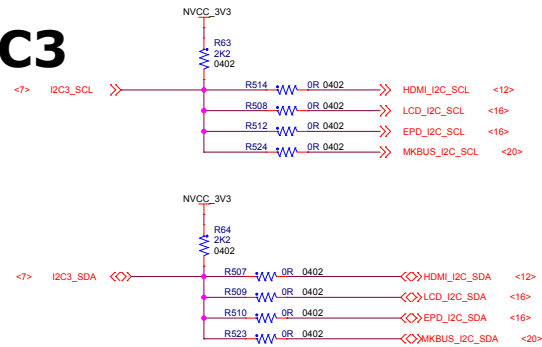 NVCC_3V3
C3
R63
2K2
0402
<7> I2C3_SCL R514 0R 0402 HDMI_I2C_SCL <12>
R508 0R 0402 LCD_I2C_SCL <16>
R512 0R 0402 EPD_I2C_SCL <16>
R524 0R 0402 MKBUS_I2C_SCL <20>
NVCC_3V3
R64
2K2
0402
<7> I2C3_SDA R507 0R 0402 HDMI_I2C_SDA <12>
R509 0R 0402 LCD_I2C_SDA <16>
R510 0R 0402 EPD_I2C_SDA <16>
R523 0R 0402 MKBUS_I2C_SDA <20>